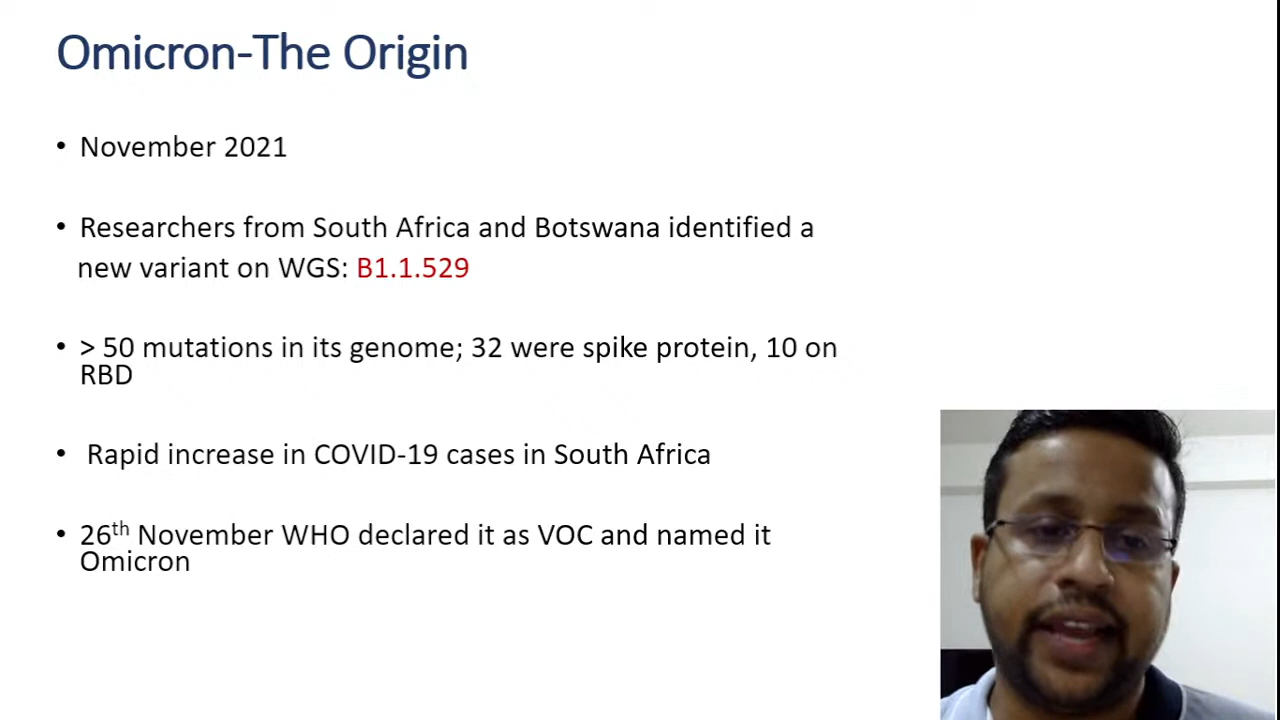 Omicron-The Origin
• November 2021
• Researchers from South Africa and Botswana identified a
new variant on WGS: B1.1.529
• > 50 mutations in its genome; 32 were spike protein, 10 on
RBD
• Rapid increase in COVID-19 cases in South Africa
• 26th November WHO declared it as VOC and named it
Omicron